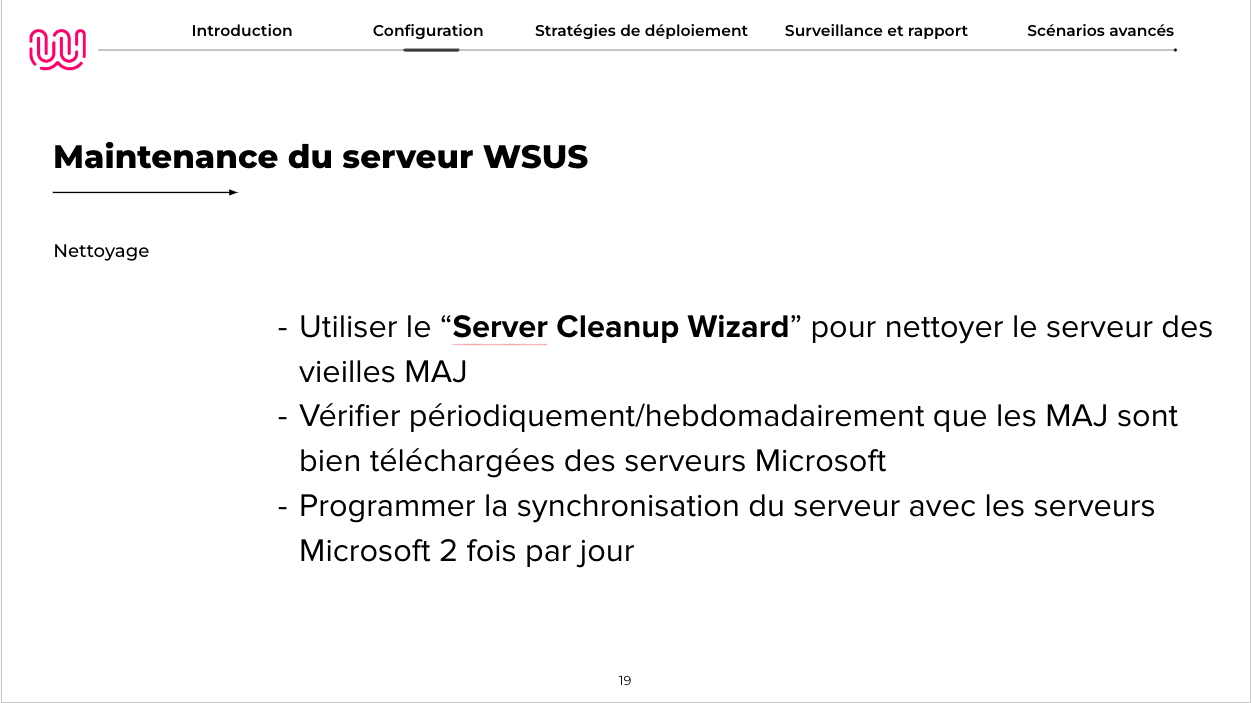 Introduction Configuration Stratégies de déploiement Surveillance et rapport Scénarios avancés
Maintenance du serveur WSUS
Nettoyage
- Utiliser le “Server Cleanup Wizard” pour nettoyer le serveur des
vieilles MAJ
- Vérifier périodiquement/hebdomadairement que les MAJ sont
bien téléchargées des serveurs Microsoft
- Programmer la synchronisation du serveur avec les serveurs
Microsoft 2 fois par jour
19